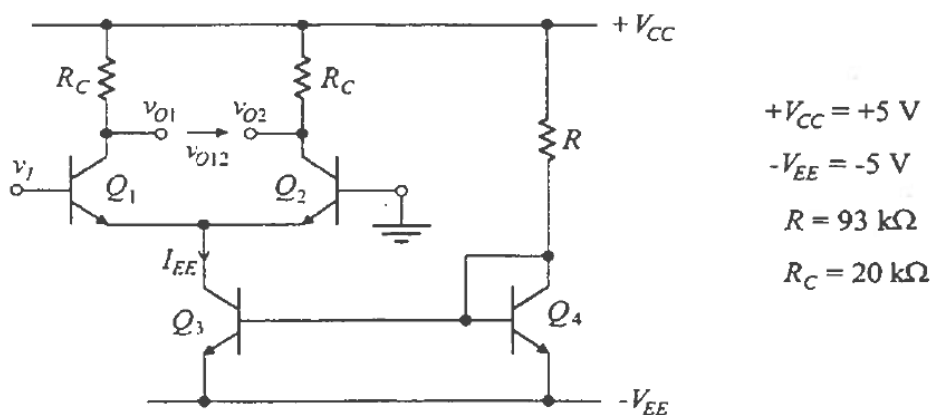 +V_CC
R_C
R_C
v_O1
v_O2
v_O12
R
v_I
Q_1
Q_2
I_EE
Q_3
Q_4
-V_EE
+V_CC = +5 V
-V_EE = -5 V
R = 93 kΩ
R_C = 20 kΩ